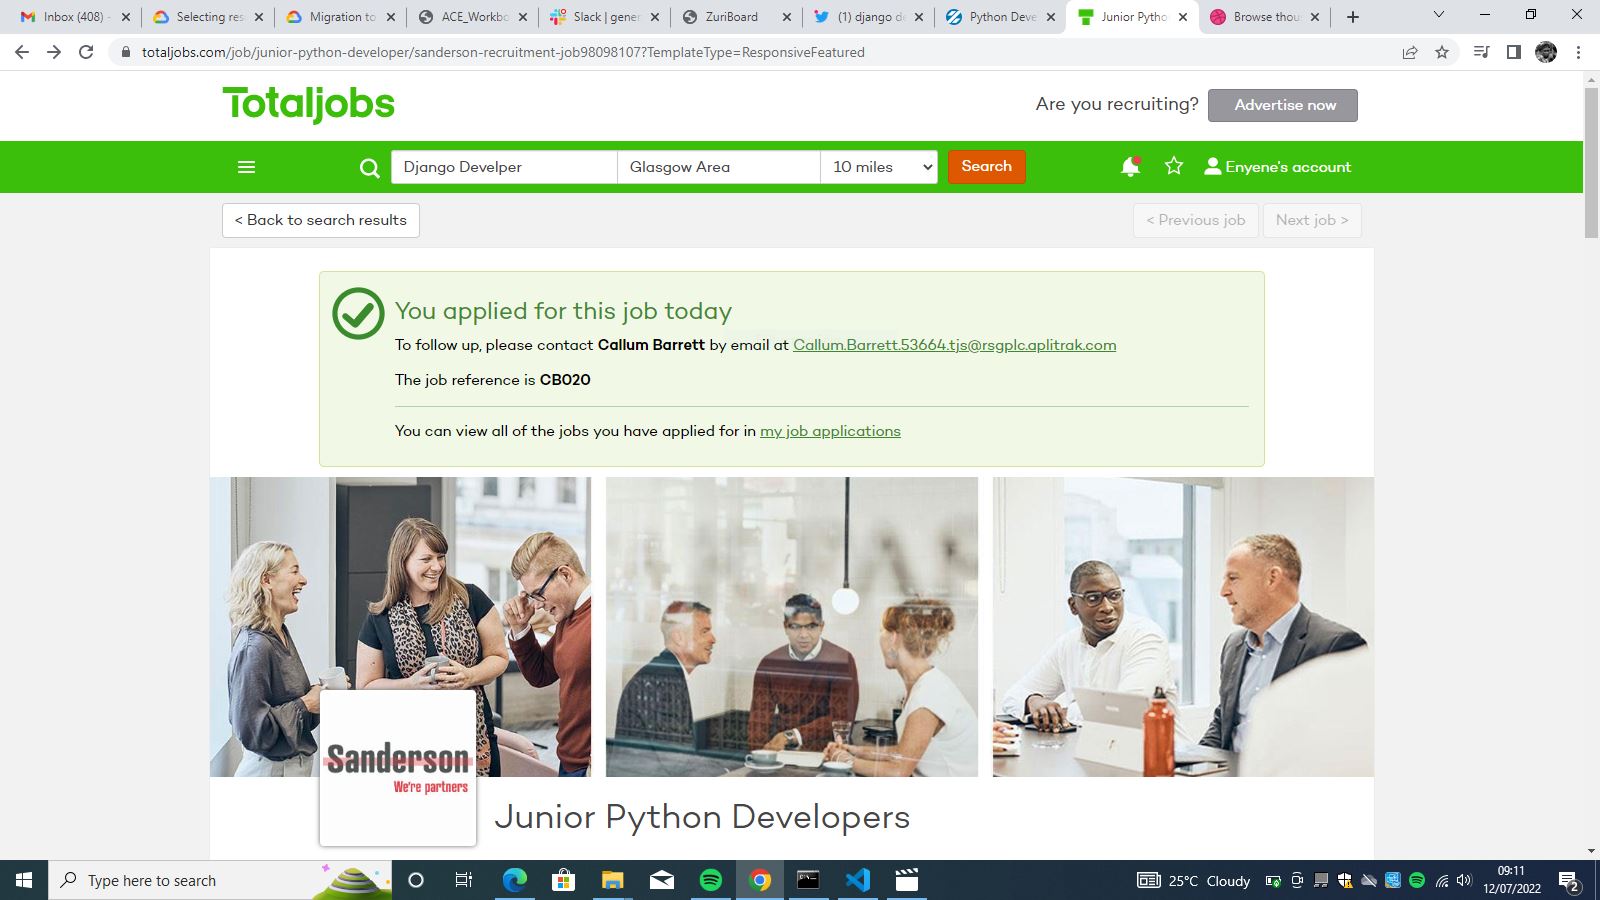 Inbox (408) -
Selecting res
Migration to
ACE_Workbo
Slack | gener
ZuriBoard
(1) django de
Python Deve
Junior Pytho
Browse thou
totaljobs.com/job/junior-python-developer/sanderson-recruitment-job98098107?TemplateType=ResponsiveFeatured
Totaljobs
Are you recruiting?
Advertise now
Django Develper
Glasgow Area
10 miles
Search
Enyene's account
< Back to search results
< Previous job
Next job >
You applied for this job today
To follow up, please contact Callum Barrett by email at Callum.Barrett.53664.tjs@rsgplc.aplitrak.com
The job reference is CB020
You can view all of the jobs you have applied for in my job applications
Sanderson
We're partners
Junior Python Developers
Type here to search
25°C Cloudy
09:11
12/07/2022
2